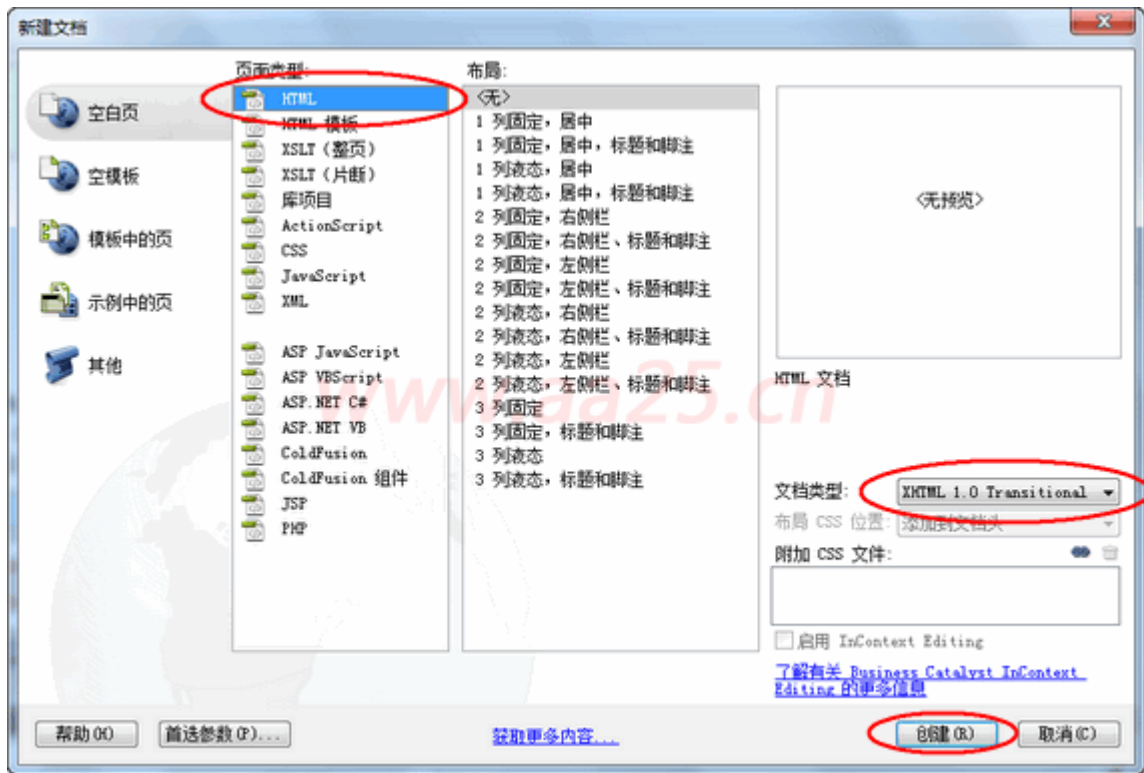 新建文档
空白页
空模板
模板中的页
示例中的页
其他
页面类型:
HTML
HTML 模板
XSLT（整页）
XSLT（片断）
库项目
ActionScript
CSS
JavaScript
XML
ASP JavaScript
ASP VBScript
ASP.NET C#
ASP.NET VB
ColdFusion
ColdFusion 组件
JSP
PHP
布局:
<无>
1 列固定，居中
1 列固定，居中，标题和脚注
1 列液态，居中
1 列液态，居中，标题和脚注
2 列固定，右侧栏
2 列固定，右侧栏、标题和脚注
2 列固定，左侧栏
2 列固定，左侧栏、标题和脚注
2 列液态，右侧栏
2 列液态，右侧栏、标题和脚注
2 列液态，左侧栏
2 列液态，左侧栏、标题和脚注
3 列固定
3 列固定，标题和脚注
3 列液态
3 列液态，标题和脚注
<无预览>
HTML 文档
文档类型: XHTML 1.0 Transitional
布局 CSS 位置: 添加到文档头
附加 CSS 文件:
启用 InContext Editing
了解有关 Business Catalyst InContext
Editing 的更多信息
帮助(H) 首选参数(P)... 获取更多内容... 创建(R) 取消(C)
www.aa25.cn